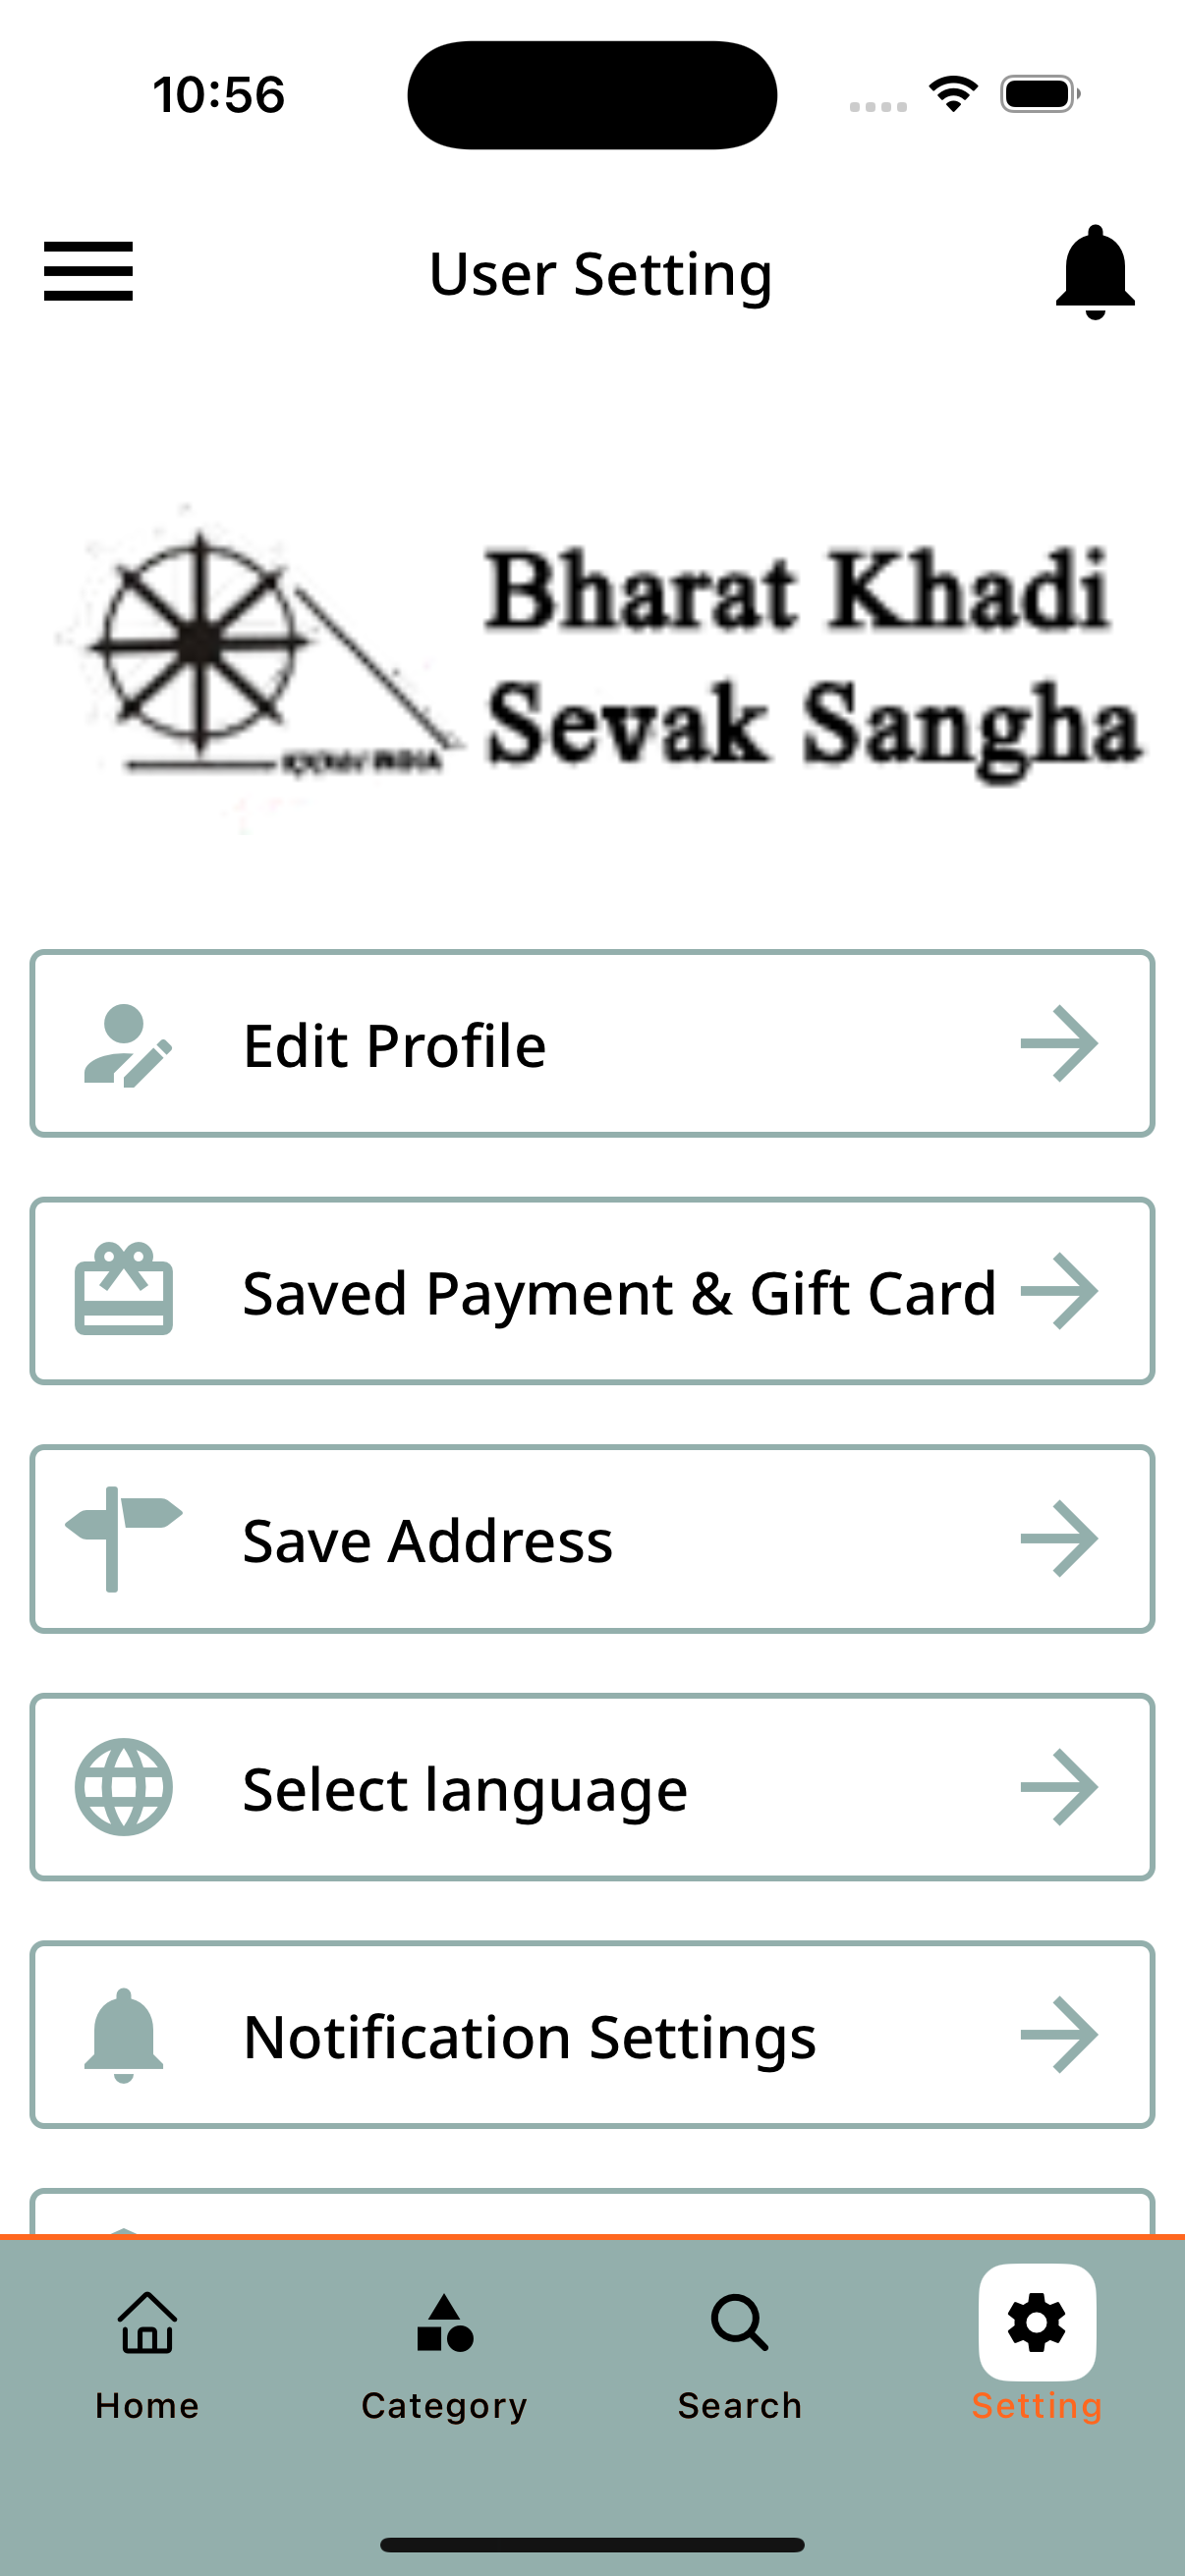 10:56
User Setting
Bharat Khadi
Sevak Sangha
INDIA
Edit Profile
Saved Payment & Gift Card
Save Address
Select language
Notification Settings
Home
Category
Search
Setting